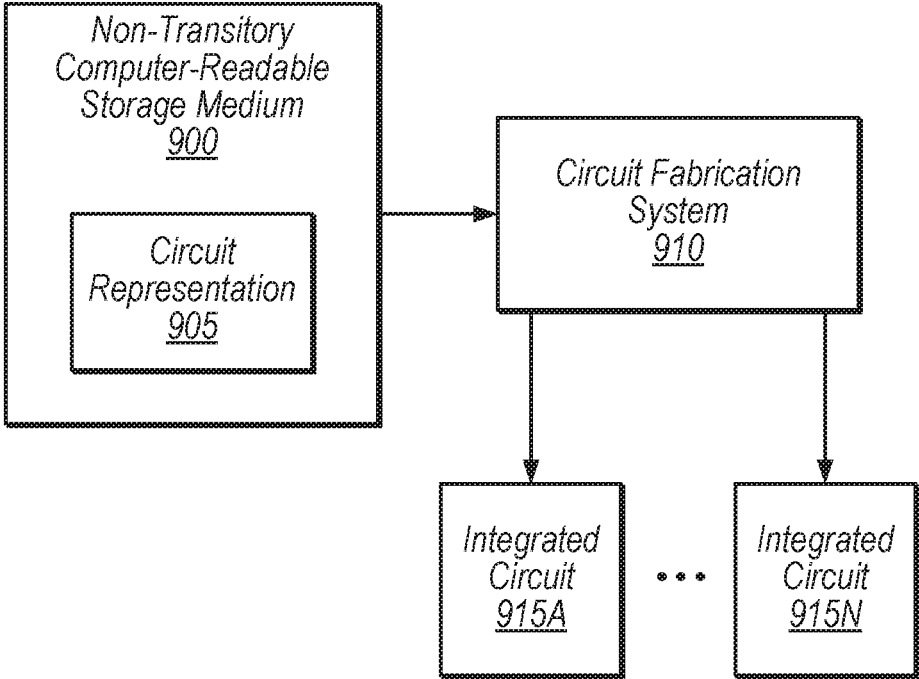 Non-Transitory
Computer-Readable
Storage Medium
900
Circuit
Representation
905
Circuit Fabrication
System
910
Integrated
Circuit
915A
•••
Integrated
Circuit
915N